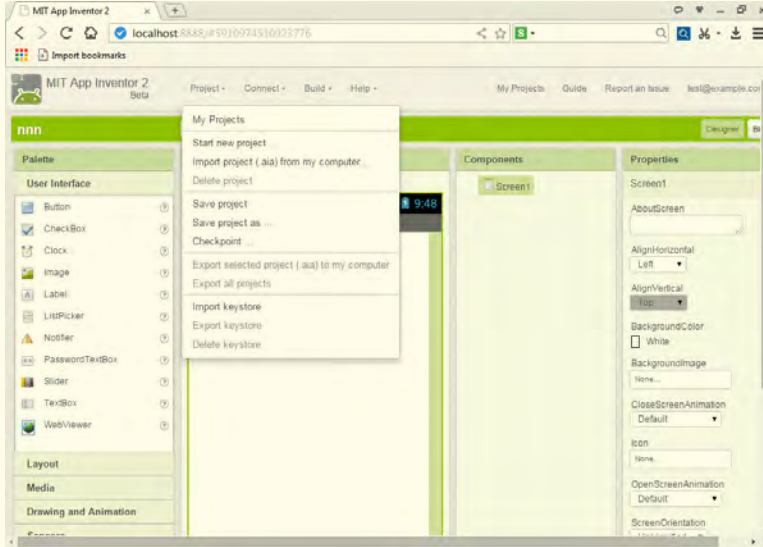 MIT App Inventor 2
localhost:8888/#5910974510923776
Import bookmarks
MIT App Inventor 2
Beta
Project
Connect
Build
Help
My Projects
Guide
Report an Issue
test@example.com
nnn
Designer
My Projects
Start new project
Import project (.aia) from my computer
Delete project
Save project
Save project as ...
Checkpoint ...
Export selected project (.aia) to my computer
Export all projects
Import keystore
Export keystore
Delete keystore
Palette
User Interface
Button
CheckBox
Clock
Image
Label
ListPicker
Notifier
PasswordTextBox
Slider
TextBox
WebViewer
Layout
Media
Drawing and Animation
9:48
Components
Screen1
Properties
Screen1
AboutScreen
AlignHorizontal
Left
AlignVertical
Top
BackgroundColor
White
BackgroundImage
None...
CloseScreenAnimation
Default
Icon
None...
OpenScreenAnimation
Default
ScreenOrientation